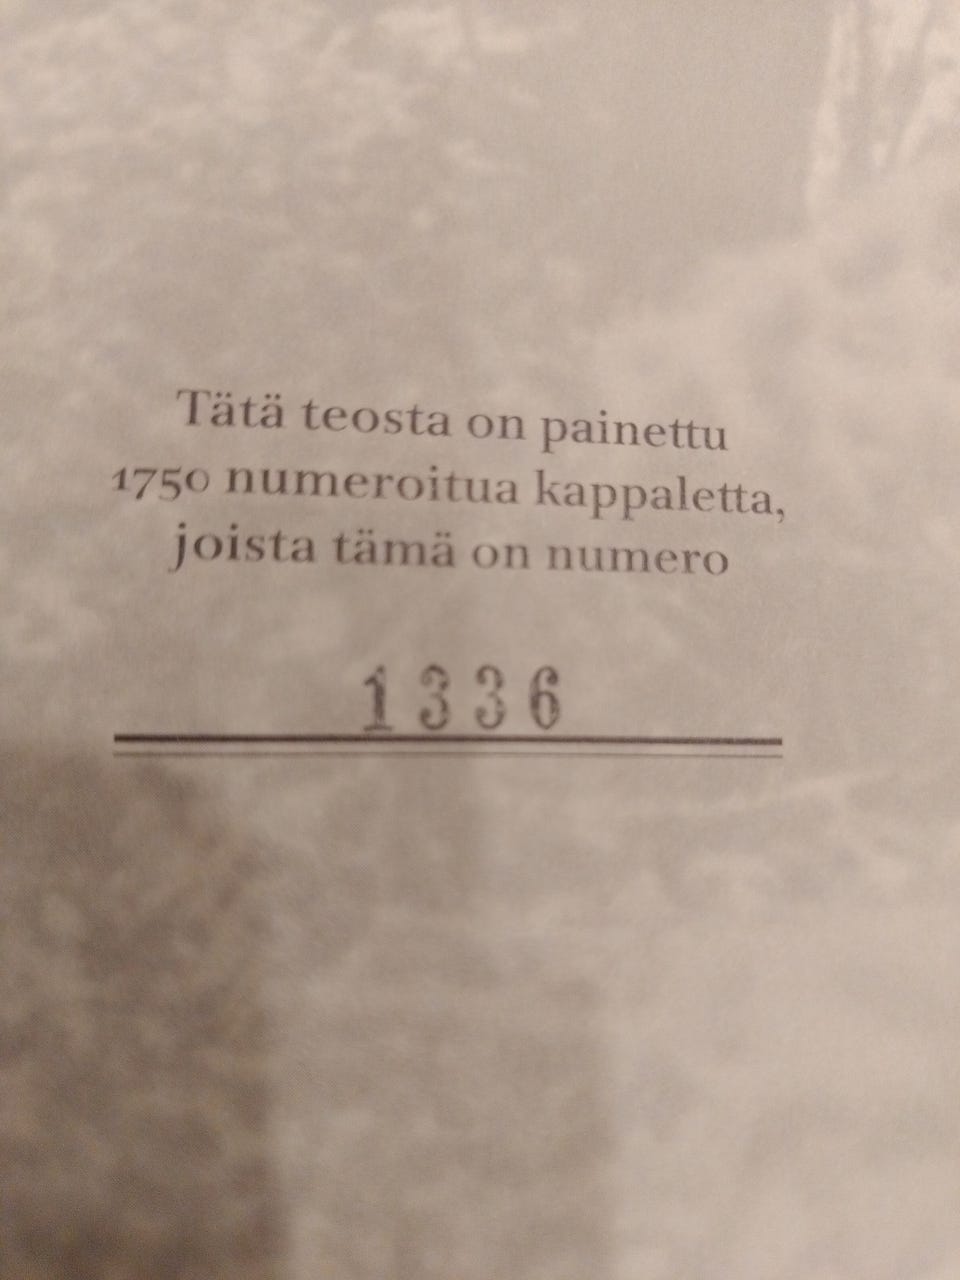 Tätä teosta on painettu
1750 numeroitua kappaletta,
joista tämä on numero
1336